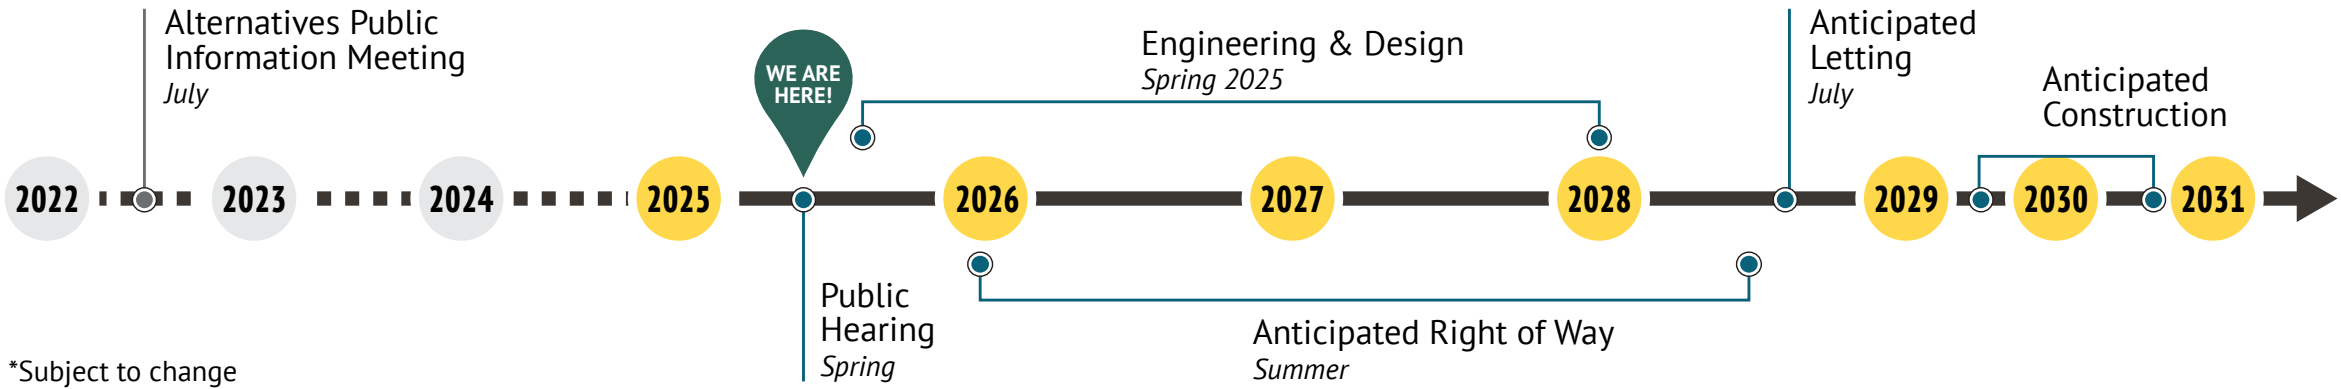 Alternatives Public
Information Meeting
July
WE ARE
HERE!
Engineering & Design
Spring 2025
Anticipated
Letting
July
Anticipated
Construction
2022
2023
2024
2025
2026
2027
2028
2029
2030
2031
Public
Hearing
Spring
Anticipated Right of Way
Summer
*Subject to change